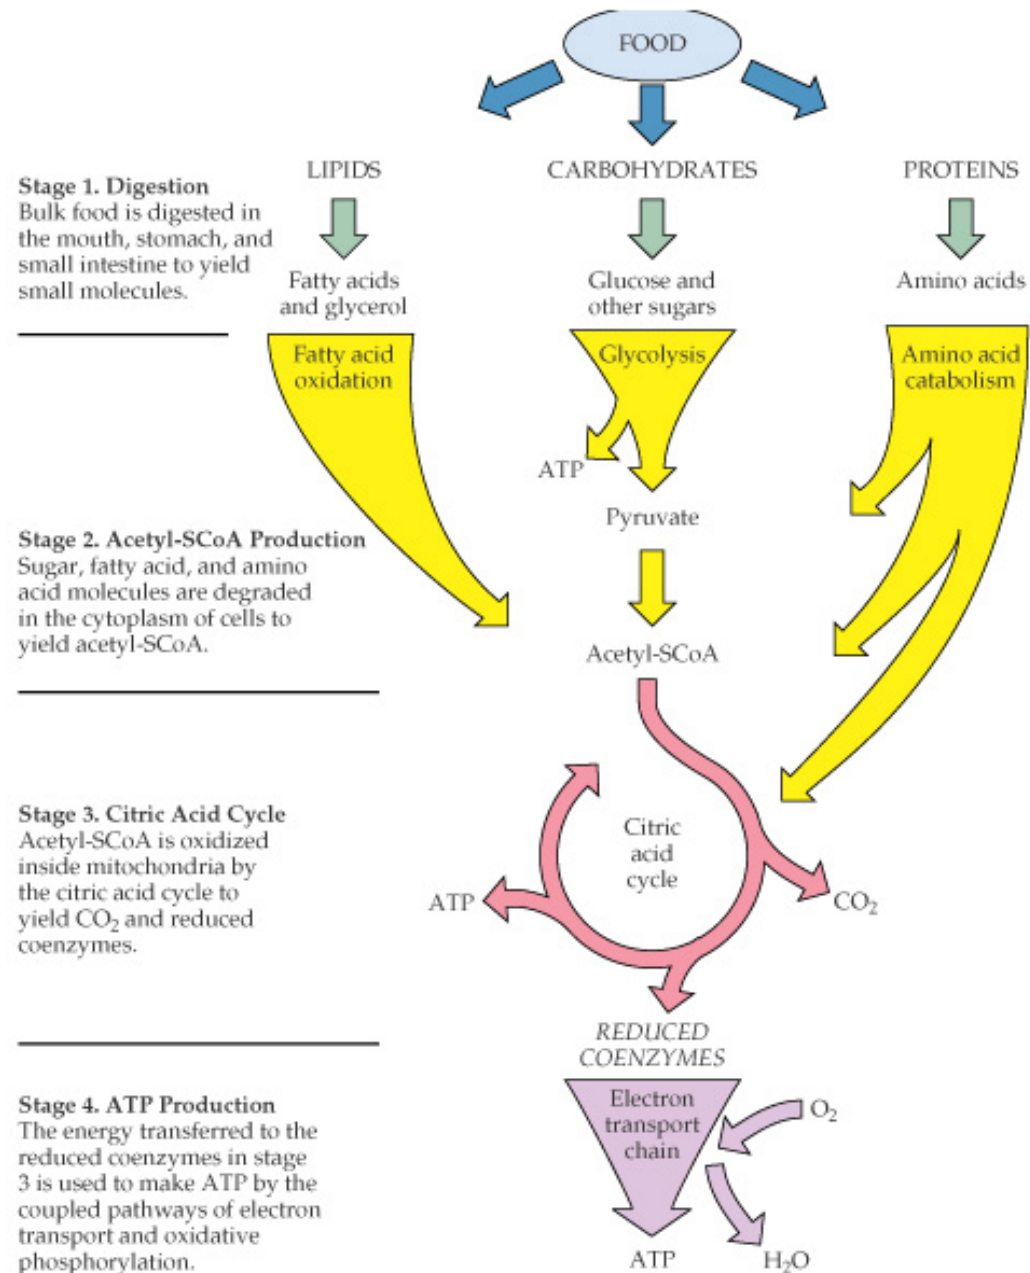 FOOD
LIPIDS
CARBOHYDRATES
PROTEINS
Stage 1. Digestion
Bulk food is digested in
the mouth, stomach, and
small intestine to yield
small molecules.
Fatty acids
and glycerol
Glucose and
other sugars
Amino acids
Fatty acid
oxidation
Glycolysis
Amino acid
catabolism
ATP
Pyruvate
Stage 2. Acetyl-SCoA Production
Sugar, fatty acid, and amino
acid molecules are degraded
in the cytoplasm of cells to
yield acetyl-SCoA.
Acetyl-SCoA
Stage 3. Citric Acid Cycle
Acetyl-SCoA is oxidized
inside mitochondria by
the citric acid cycle to
yield CO₂ and reduced
coenzymes.
Citric
acid
cycle
ATP
CO₂
REDUCED
COENZYMES
Stage 4. ATP Production
The energy transferred to the
reduced coenzymes in stage
3 is used to make ATP by the
coupled pathways of electron
transport and oxidative
phosphorylation.
Electron
transport
chain
O₂
ATP
H₂O